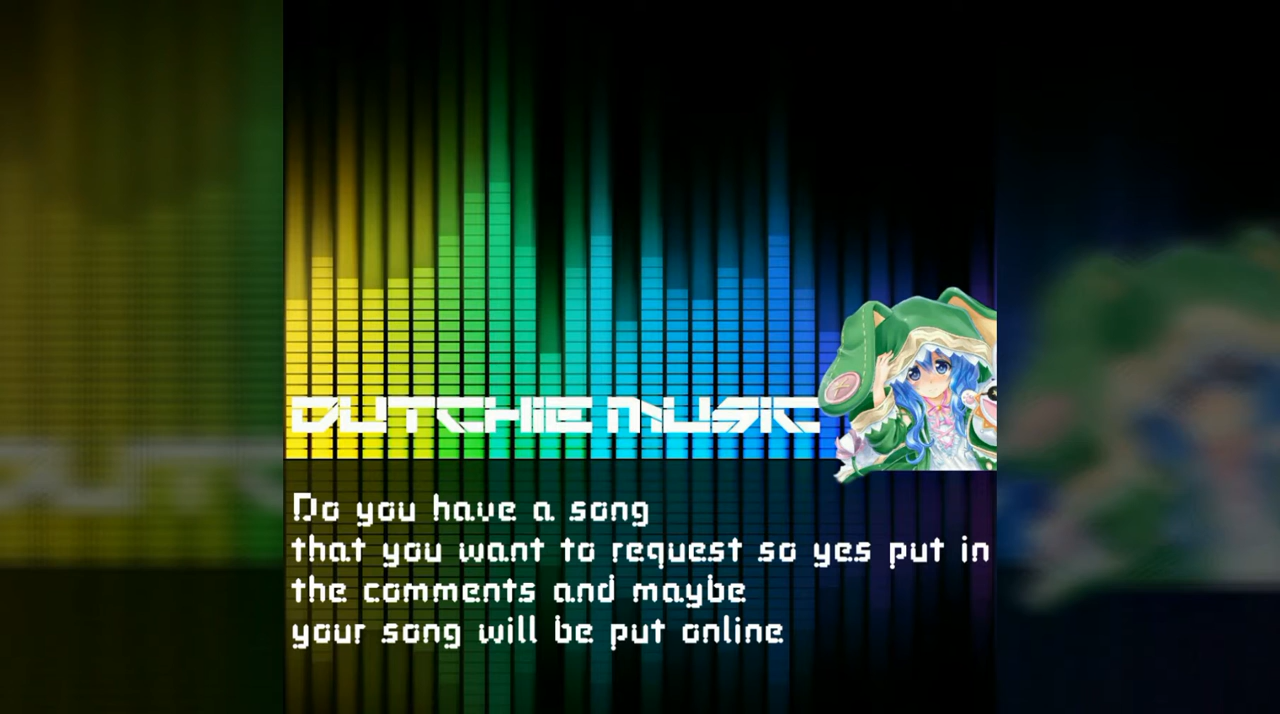 DUTCHIE MUSIC
Do you have a song
that you want to request so yes put in
the comments and maybe
your song will be put online